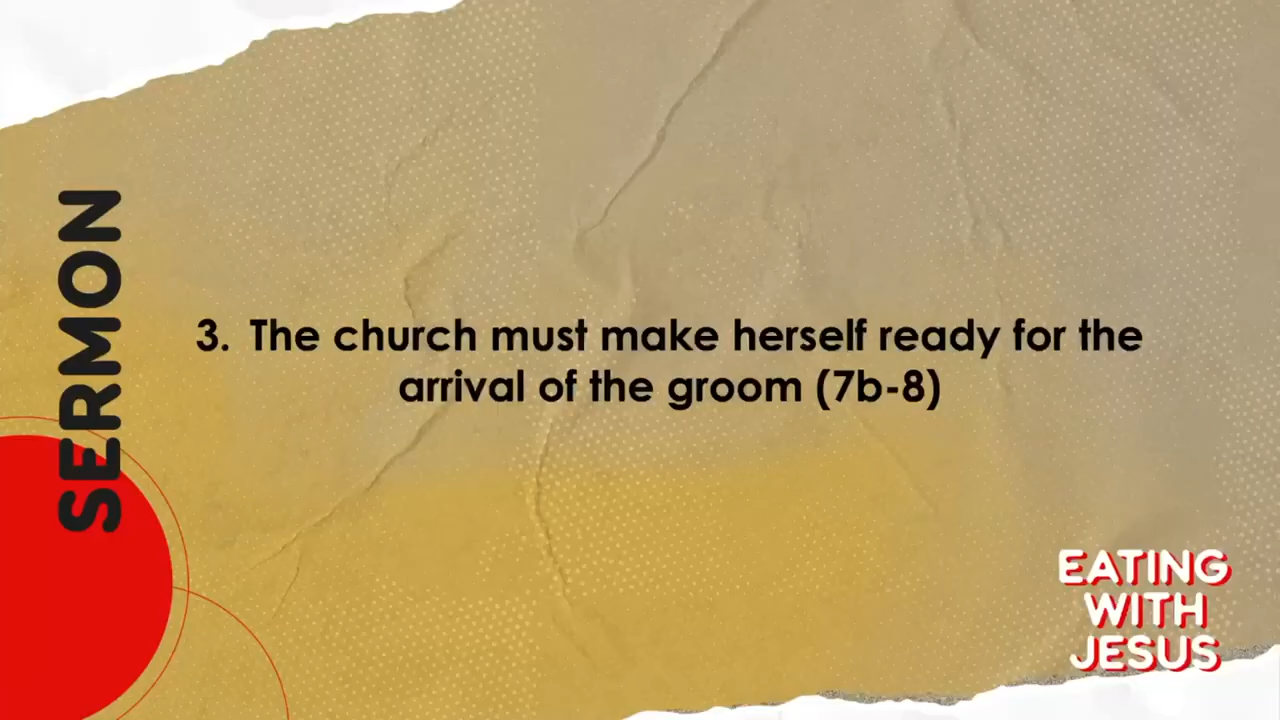 SERMON
3. The church must make herself ready for the
arrival of the groom (7b-8)
EATING
WITH
JESUS